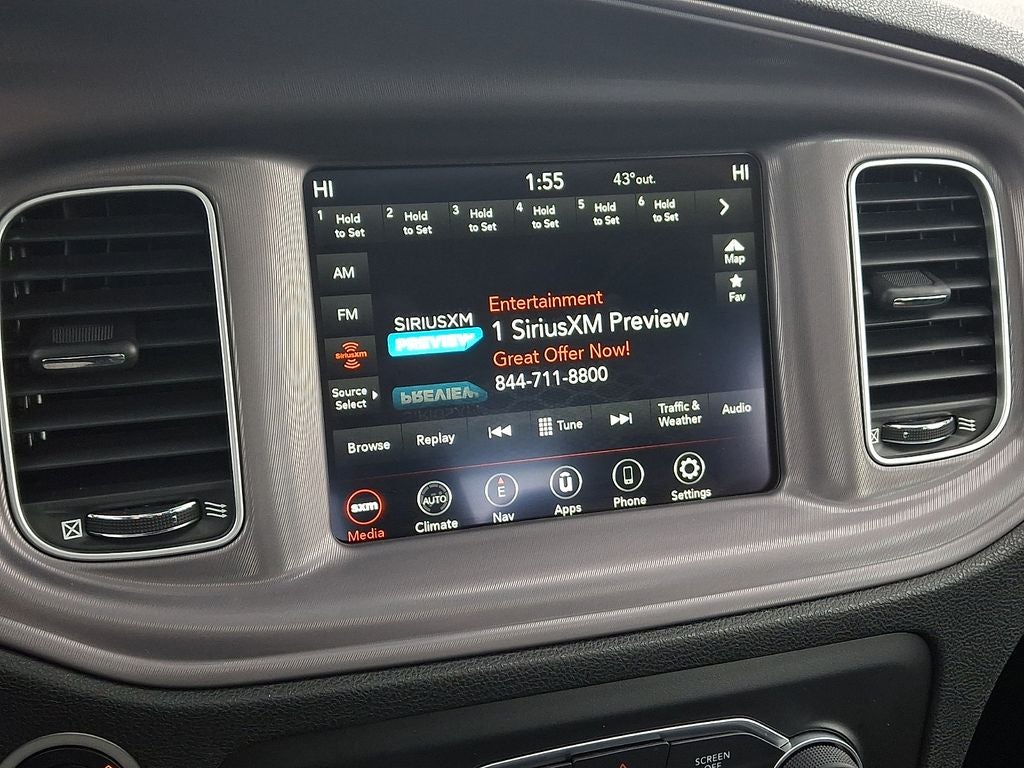 HI 1:55 43°out. HI
1 Hold to Set 2 Hold to Set 3 Hold to Set 4 Hold to Set 5 Hold to Set 6 Hold to Set
AM
Map
FM
Fav
SiriusXM
SIRIUSXM
PREVIEW
Entertainment
1 SiriusXM Preview
Great Offer Now!
844-711-8800
Source
Select
Browse Replay Tune Traffic & Weather Audio
sxm AUTO E
Media Climate Nav Apps Phone Settings
SCREEN
OFF